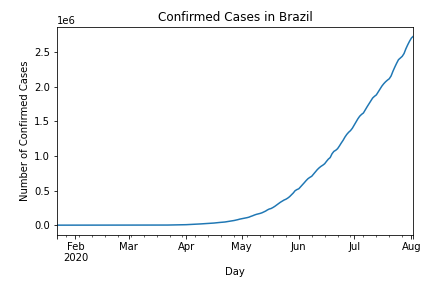 Confirmed Cases in Brazil
1e6
Number of Confirmed Cases
2.5
2.0
1.5
1.0
0.5
0.0
Feb Mar Apr May Jun Jul Aug
2020
Day